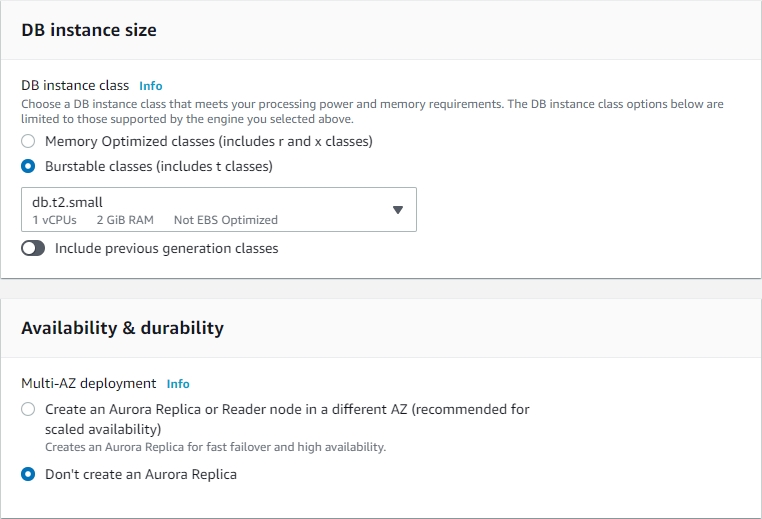 DB instance size
DB instance class Info
Choose a DB instance class that meets your processing power and memory requirements. The DB instance class options below are
limited to those supported by the engine you selected above.
Memory Optimized classes (includes r and x classes)
Burstable classes (includes t classes)
db.t2.small
1 vCPUs 2 GiB RAM Not EBS Optimized
Include previous generation classes
Availability & durability
Multi-AZ deployment Info
Create an Aurora Replica or Reader node in a different AZ (recommended for
scaled availability)
Creates an Aurora Replica for fast failover and high availability.
Don't create an Aurora Replica